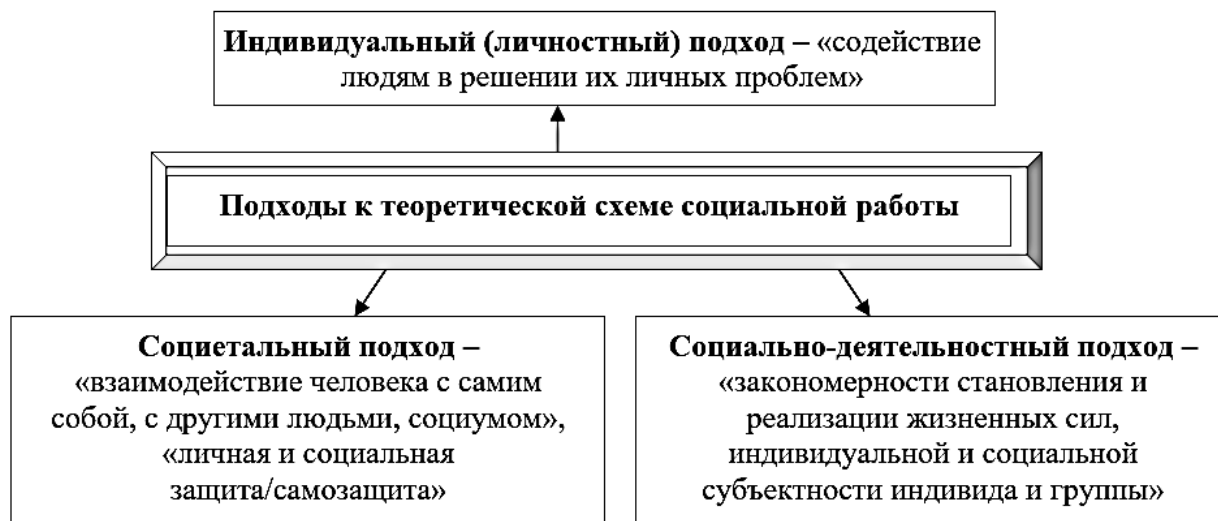 Индивидуальный (личностный) подход – «содействие
людям в решении их личных проблем»
Подходы к теоретической схеме социальной работы
Социетальный подход –
«взаимодействие человека с самим
собой, с другими людьми, социумом»,
«личная и социальная
защита/самозащита»
Социально-деятельностный подход –
«закономерности становления и
реализации жизненных сил,
индивидуальной и социальной
субъектности индивида и группы»